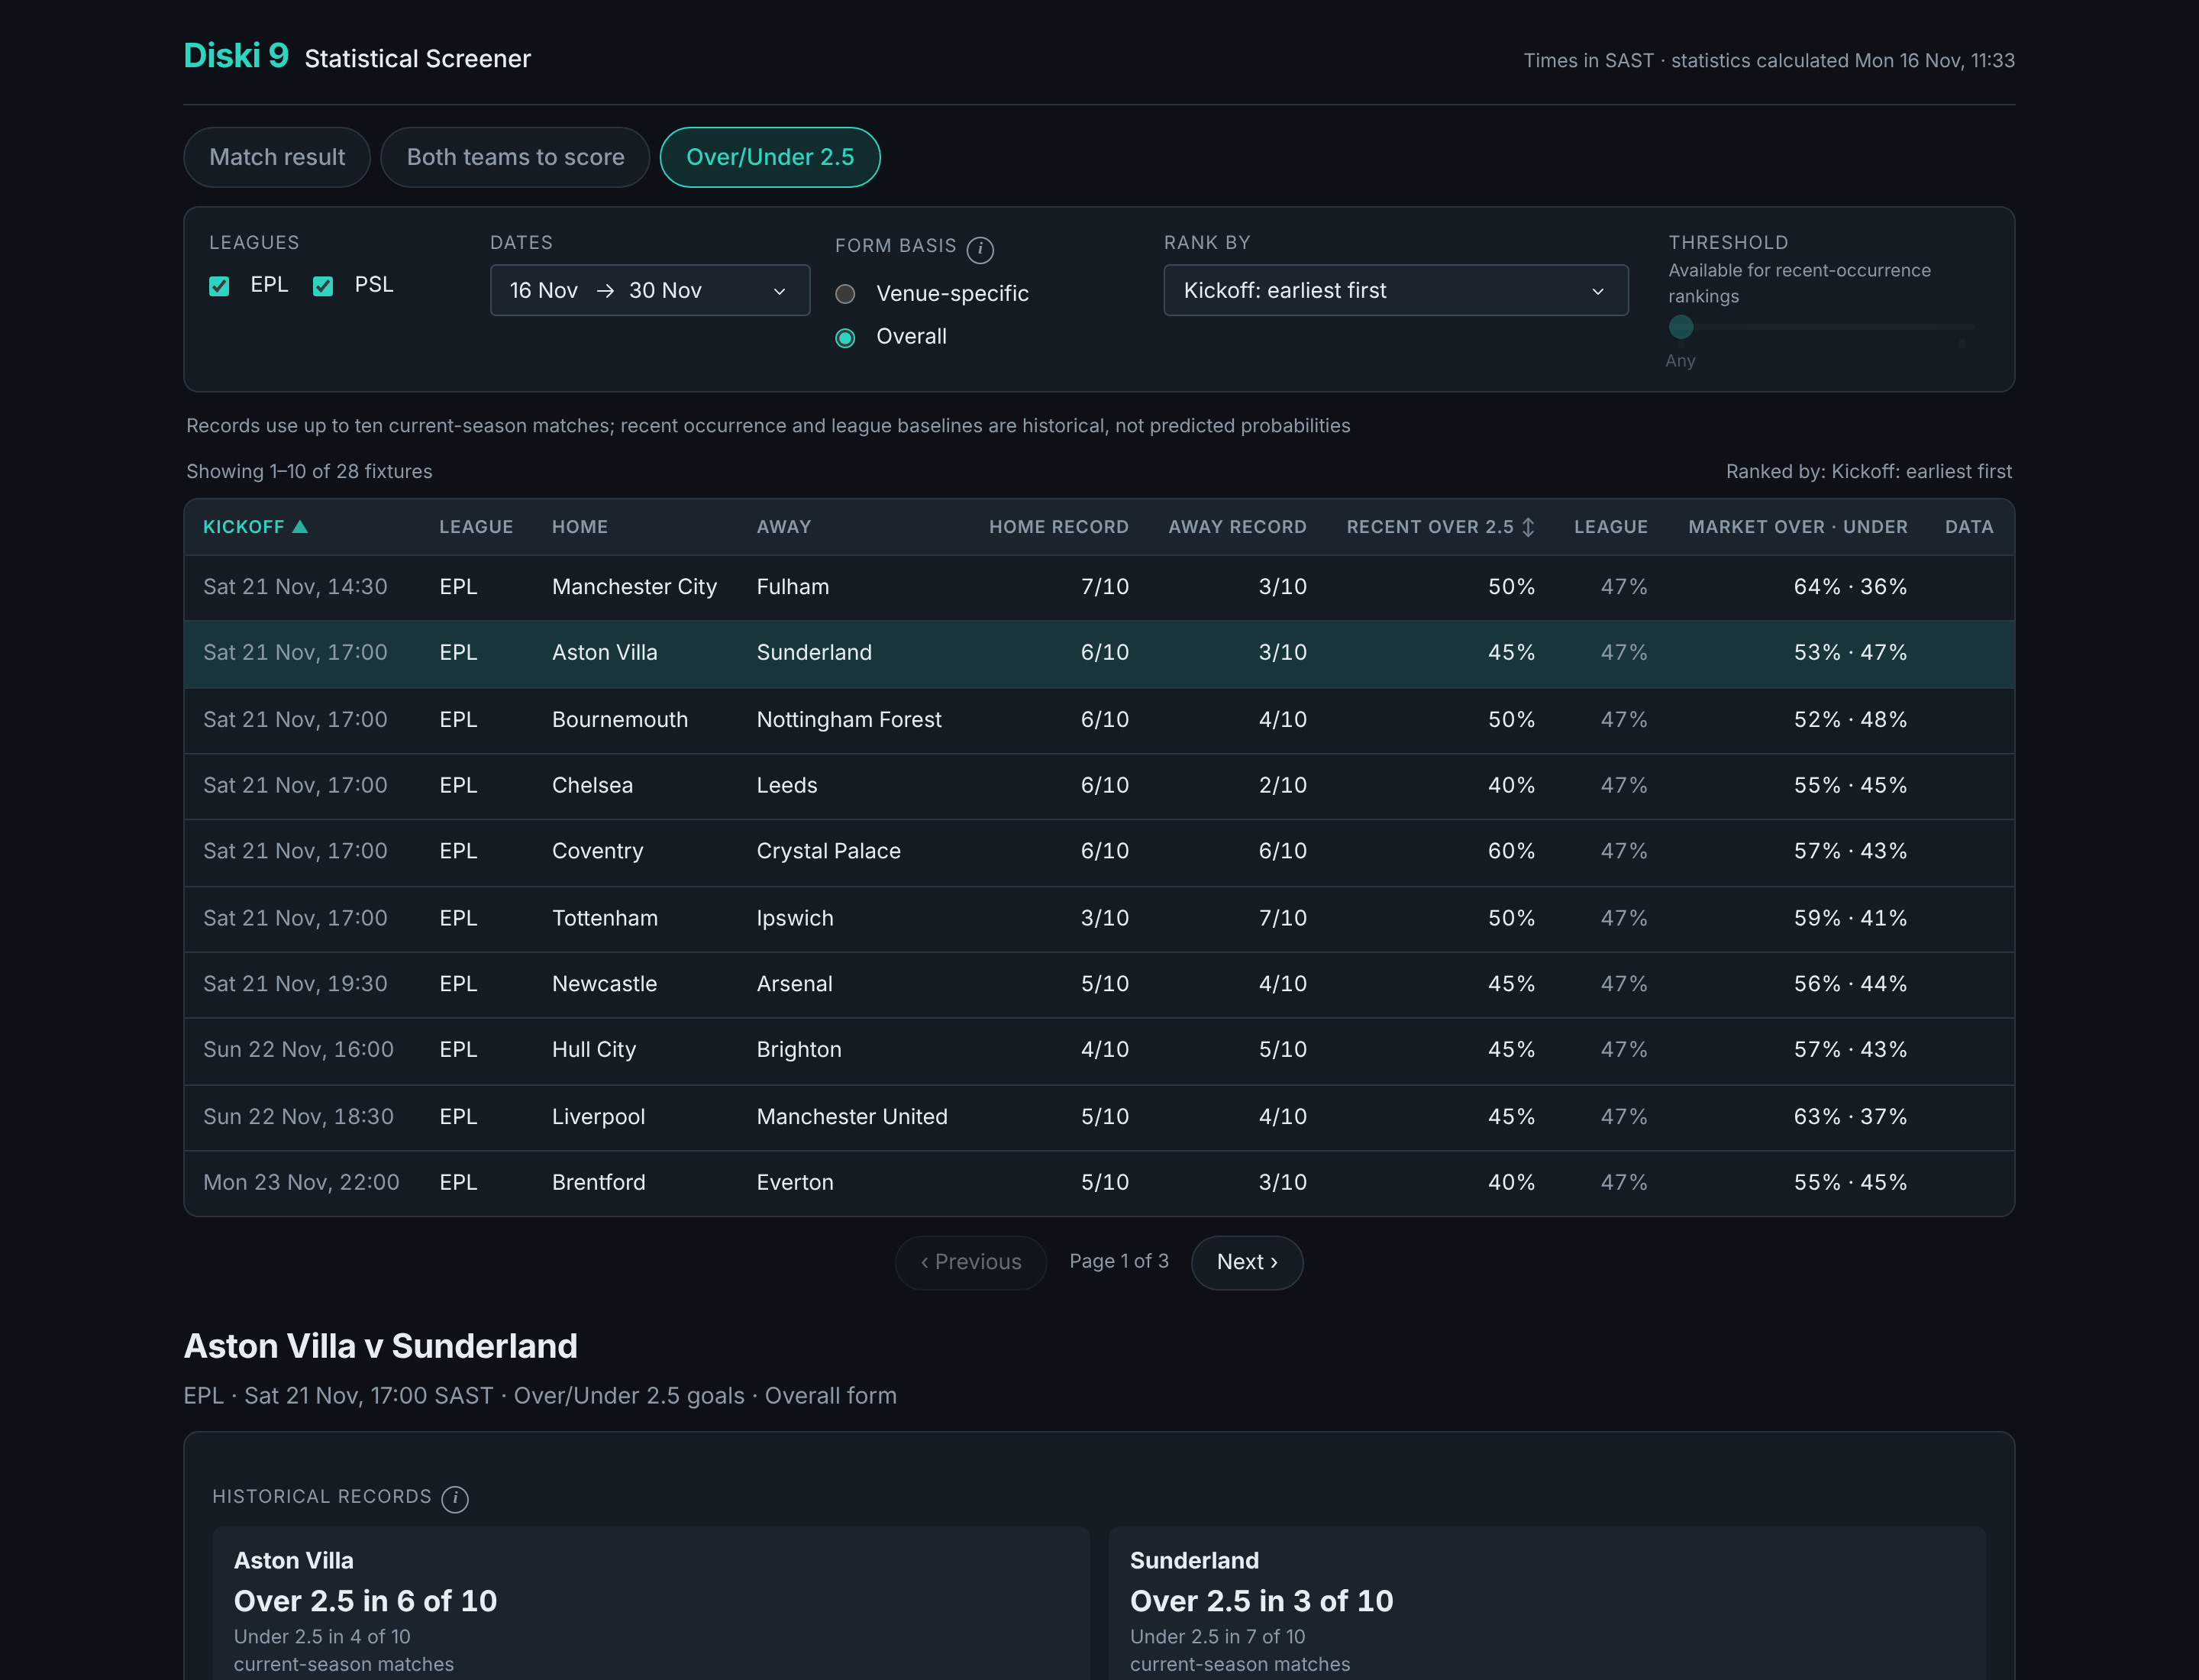 Diski 9 Statistical Screener
Times in SAST · statistics calculated Mon 16 Nov, 11:33
Match result
Both teams to score
Over/Under 2.5
LEAGUES
EPL
PSL
DATES
16 Nov → 30 Nov
FORM BASIS i
Venue-specific
Overall
RANK BY
Kickoff: earliest first
THRESHOLD
Available for recent-occurrence
rankings
Any
Records use up to ten current-season matches; recent occurrence and league baselines are historical, not predicted probabilities
Showing 1–10 of 28 fixtures
Ranked by: Kickoff: earliest first
KICKOFF ▲ LEAGUE HOME AWAY HOME RECORD AWAY RECORD RECENT OVER 2.5 ↕ LEAGUE MARKET OVER · UNDER DATA
Sat 21 Nov, 14:30 EPL Manchester City Fulham 7/10 3/10 50% 47% 64% · 36%
Sat 21 Nov, 17:00 EPL Aston Villa Sunderland 6/10 3/10 45% 47% 53% · 47%
Sat 21 Nov, 17:00 EPL Bournemouth Nottingham Forest 6/10 4/10 50% 47% 52% · 48%
Sat 21 Nov, 17:00 EPL Chelsea Leeds 6/10 2/10 40% 47% 55% · 45%
Sat 21 Nov, 17:00 EPL Coventry Crystal Palace 6/10 6/10 60% 47% 57% · 43%
Sat 21 Nov, 17:00 EPL Tottenham Ipswich 3/10 7/10 50% 47% 59% · 41%
Sat 21 Nov, 19:30 EPL Newcastle Arsenal 5/10 4/10 45% 47% 56% · 44%
Sun 22 Nov, 16:00 EPL Hull City Brighton 4/10 5/10 45% 47% 57% · 43%
Sun 22 Nov, 18:30 EPL Liverpool Manchester United 5/10 4/10 45% 47% 63% · 37%
Mon 23 Nov, 22:00 EPL Brentford Everton 5/10 3/10 40% 47% 55% · 45%
‹ Previous Page 1 of 3 Next ›
Aston Villa v Sunderland
EPL · Sat 21 Nov, 17:00 SAST · Over/Under 2.5 goals · Overall form
HISTORICAL RECORDS i
Aston Villa
Over 2.5 in 6 of 10
Under 2.5 in 4 of 10
current-season matches
Sunderland
Over 2.5 in 3 of 10
Under 2.5 in 7 of 10
current-season matches